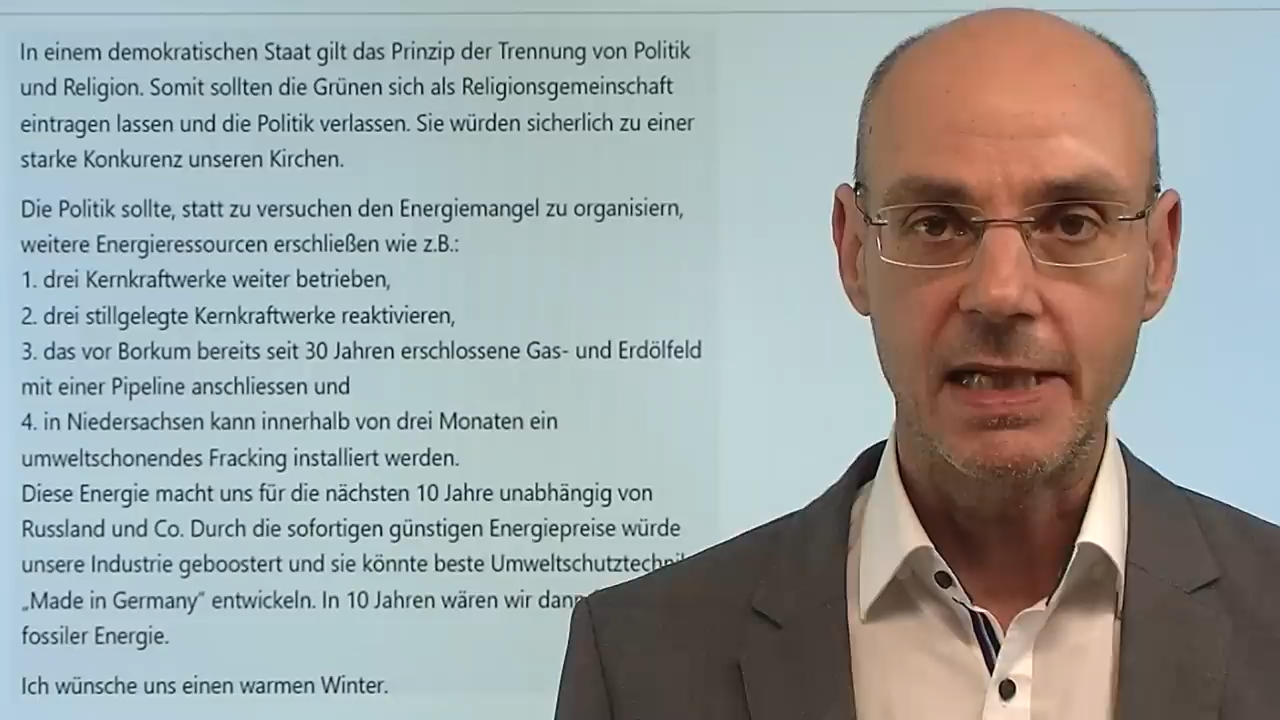 In einem demokratischen Staat gilt das Prinzip der Trennung von Politik
und Religion. Somit sollten die Grünen sich als Religionsgemeinschaft
eintragen lassen und die Politik verlassen. Sie würden sicherlich zu einer
starke Konkurenz unseren Kirchen.
Die Politik sollte, statt zu versuchen den Energiemangel zu organisieren,
weitere Energieressourcen erschließen wie z.B.:
1. drei Kernkraftwerke weiter betrieben,
2. drei stillgelegte Kernkraftwerke reaktivieren,
3. das vor Borkum bereits seit 30 Jahren erschlossene Gas- und Erdölfeld
mit einer Pipeline anschliessen und
4. in Niedersachsen kann innerhalb von drei Monaten ein
umweltschonendes Fracking installiert werden.
Diese Energie macht uns für die nächsten 10 Jahre unabhängig von
Russland und Co. Durch die sofortigen günstigen Energiepreise würde
unsere Industrie geboostert und sie könnte beste
„Made in Germany“ entwickeln. In 10 Jahren wären wir
fossiler Energie.
Ich wünsche uns einen warmen Winter.